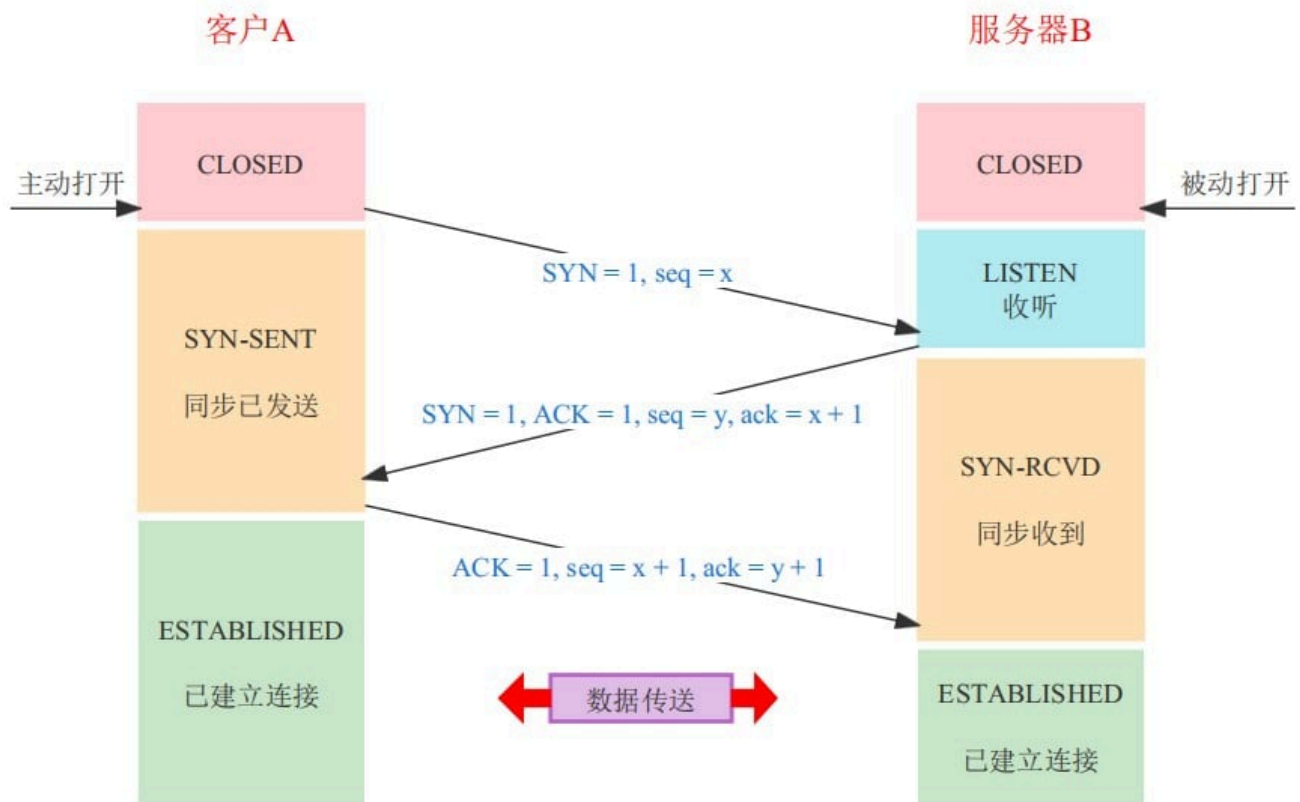 客户A
服务器B
CLOSED
CLOSED
主动打开
被动打开
SYN = 1, seq = x
LISTEN
收听
SYN-SENT
同步已发送
SYN = 1, ACK = 1, seq = y, ack = x + 1
SYN-RCVD
同步收到
ACK = 1, seq = x + 1, ack = y + 1
ESTABLISHED
已建立连接
数据传送
ESTABLISHED
已建立连接